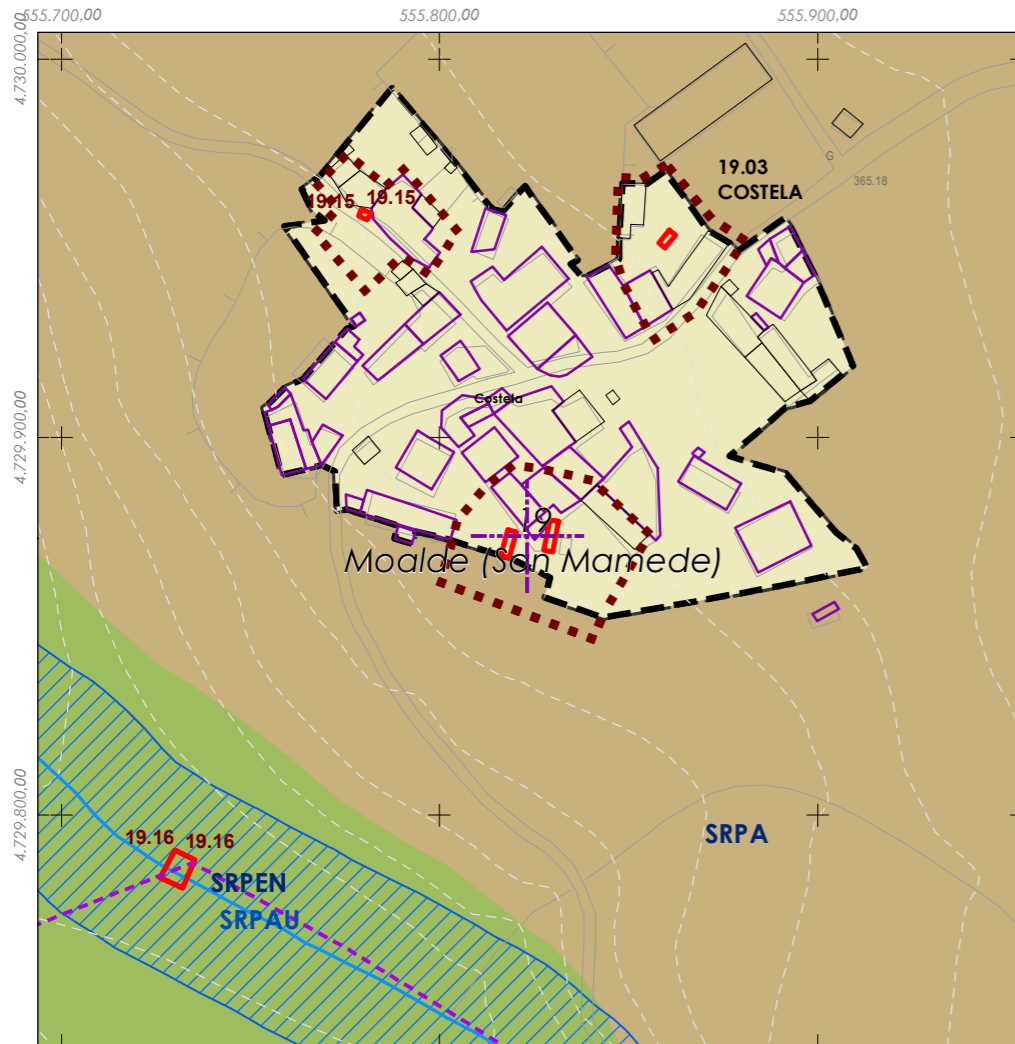 555.700,00
555.800,00
555.900,00
4.730.000,00
19.03
COSTELA
G
365.18
19.15
19.15
Costela
4.729.900,00
19
Moalde (San Mamede)
4.729.800,00
19.16
19.16
SRPA
SRPEN
SRPAU